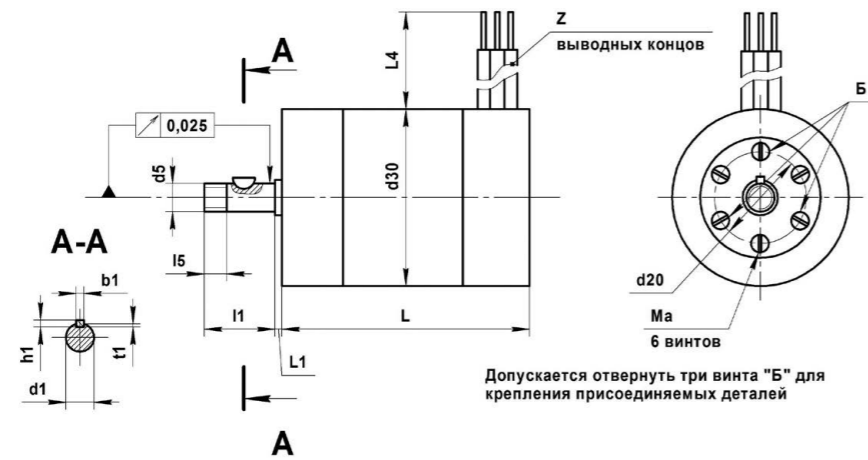 A
Z
выводных концов
L4
Б
0,025
d5
d30
A-A
b1
l5
h1
t1
l1
L
L1
d1
d20
Ma
6 винтов
Допускается отвернуть три винта "Б" для
крепления присоединяемых деталей
A